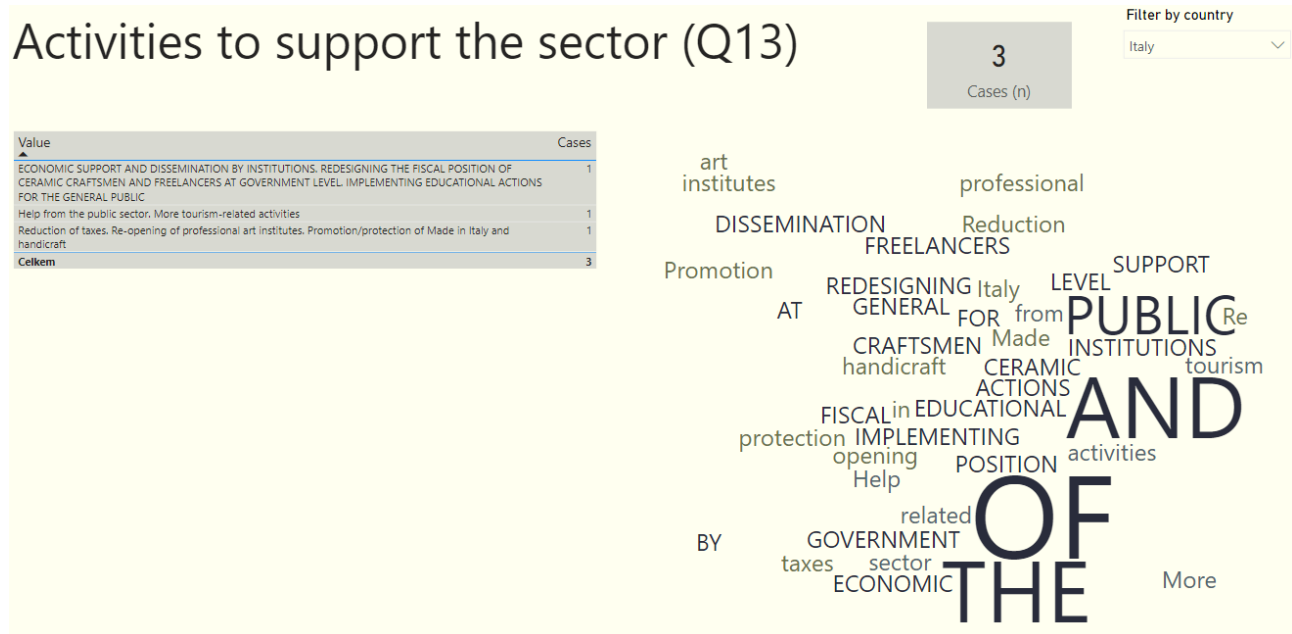 Activities to support the sector (Q13)
3
Cases (n)
Filter by country
Italy
Value Cases
ECONOMIC SUPPORT AND DISSEMINATION BY INSTITUTIONS. REDESIGNING THE FISCAL POSITION OF 1
CERAMIC CRAFTSMEN AND FREELANCERS AT GOVERNMENT LEVEL. IMPLEMENTING EDUCATIONAL ACTIONS
FOR THE GENERAL PUBLIC
Help from the public sector. More tourism-related activities 1
Reduction of taxes. Re-opening of professional art institutes. Promotion/protection of Made in Italy and 1
handicraft
Celkem 3
art
institutes professional
DISSEMINATION Reduction
FREELANCERS
Promotion SUPPORT
REDESIGNING Italy LEVEL
AT GENERAL FOR from PUBLIC Re
CRAFTSMEN Made INSTITUTIONS
handicraft CERAMIC tourism
ACTIONS
FISCAL in EDUCATIONAL AND
protection IMPLEMENTING
opening POSITION activities
Help
related OF
BY GOVERNMENT
taxes sector
ECONOMIC THE More